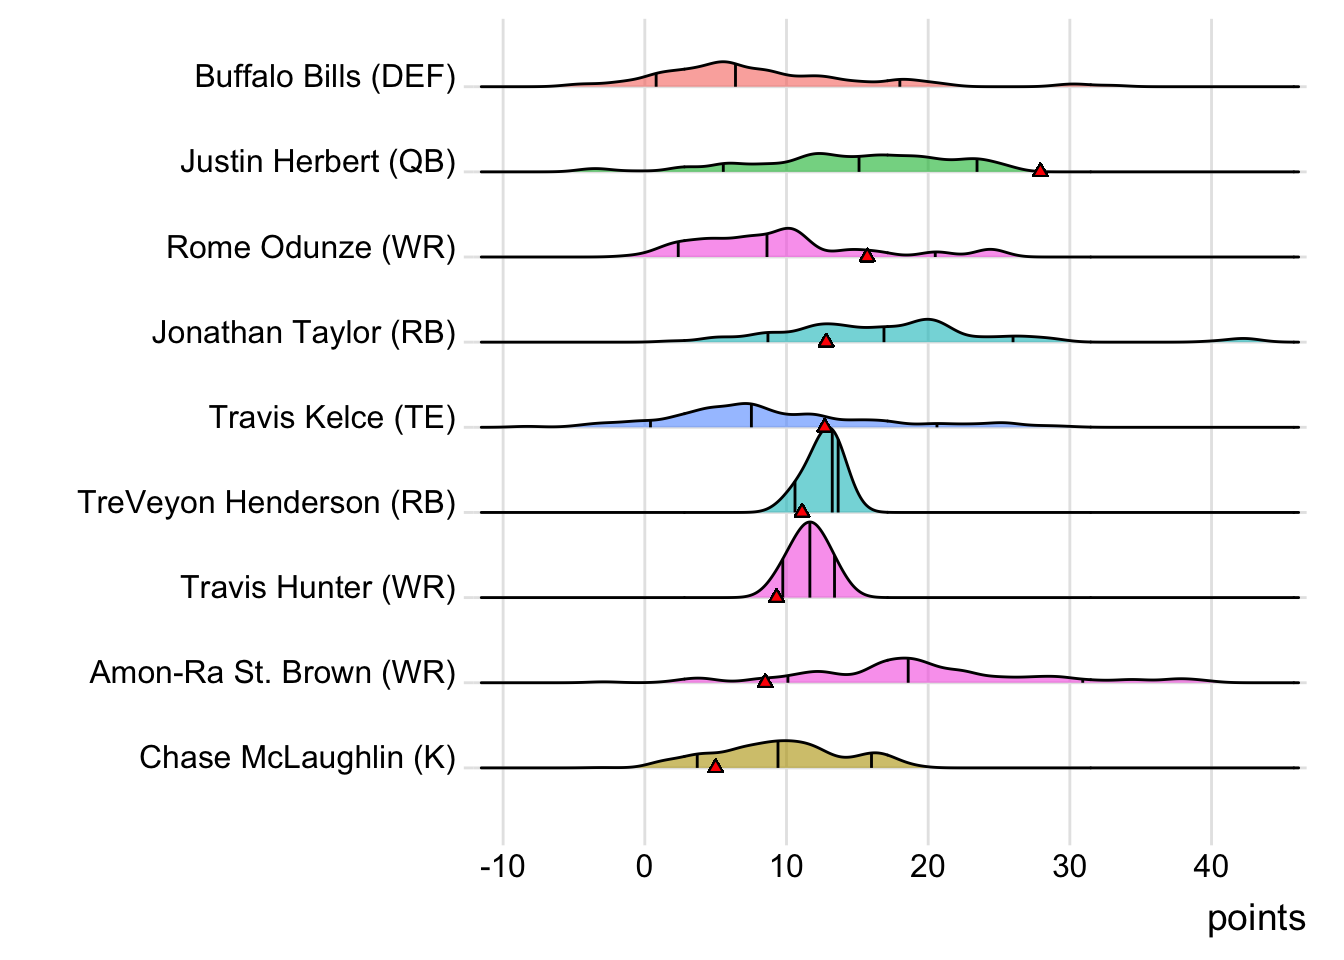 Buffalo Bills (DEF)
Justin Herbert (QB)
Rome Odunze (WR)
Jonathan Taylor (RB)
Travis Kelce (TE)
TreVeyon Henderson (RB)
Travis Hunter (WR)
Amon-Ra St. Brown (WR)
Chase McLaughlin (K)
-10 0 10 20 30 40
points